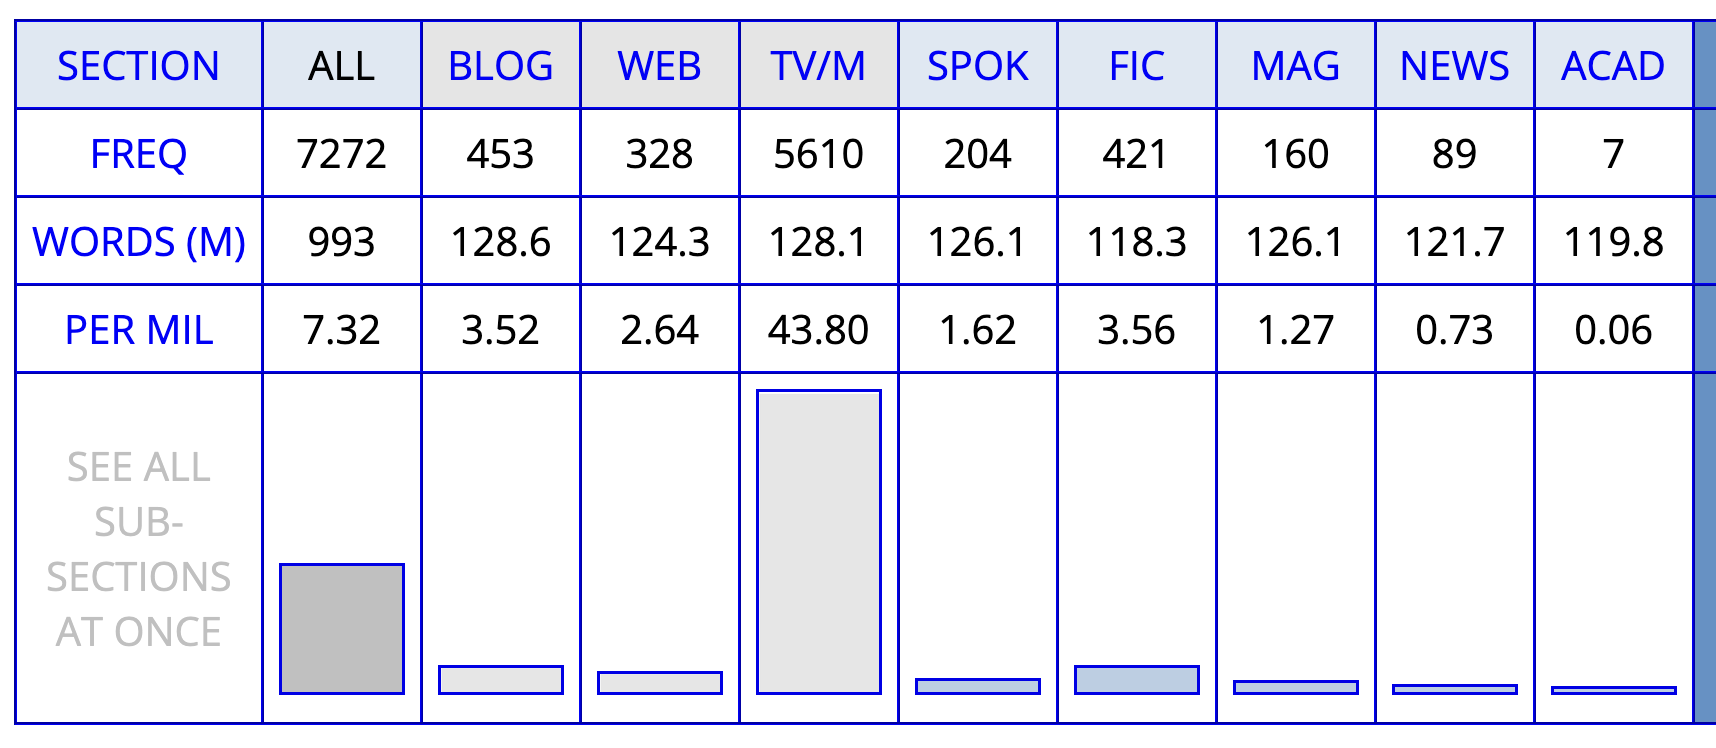 SECTION ALL BLOG WEB TV/M SPOK FIC MAG NEWS ACAD
FREQ 7272 453 328 5610 204 421 160 89 7
WORDS (M) 993 128.6 124.3 128.1 126.1 118.3 126.1 121.7 119.8
PER MIL 7.32 3.52 2.64 43.80 1.62 3.56 1.27 0.73 0.06
SEE ALL
SUB-
SECTIONS
AT ONCE